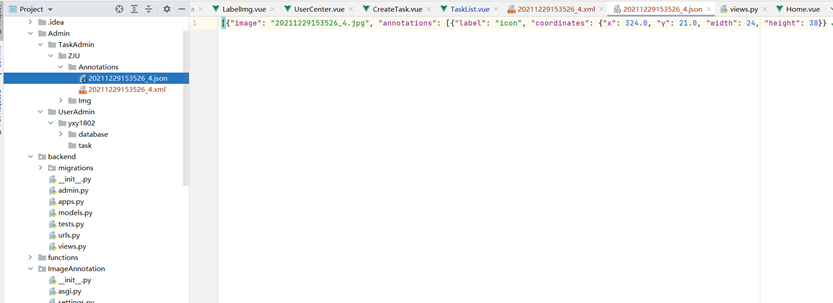 Project
LabelImg.vue
UserCenter.vue
CreateTask.vue
TaskList.vue
20211229153526_4.xml
20211229153526_4.json
views.py
Home.vue
.idea
Admin
TaskAdmin
ZJU
Annotations
20211229153526_4.json
20211229153526_4.xml
Img
UserAdmin
yxy1802
database
task
backend
migrations
__init__.py
admin.py
apps.py
models.py
tests.py
urls.py
views.py
functions
ImageAnnotation
__init__.py
asgi.py
settings.py
1
[{"image": "20211229153526_4.jpg", "annotations": [{"label": "icon", "coordinates": {"x": 324.0, "y": 21.0, "width": 24, "height": 38}}